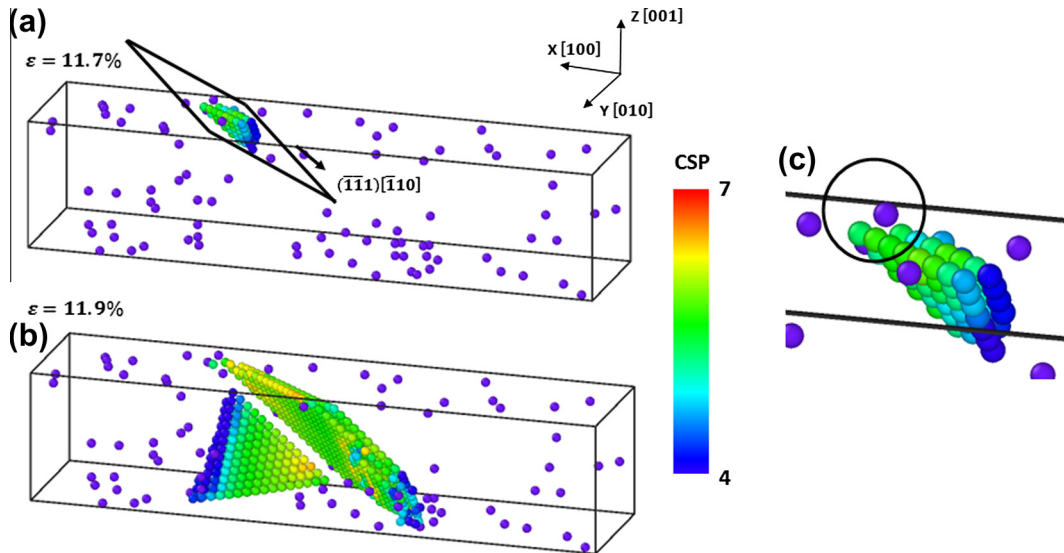 (a)
ε = 11.7%
Z [001]
X [100]
Y [010]
(1̅1̅1)[1̅10]
CSP
7
4
(c)
ε = 11.9%
(b)